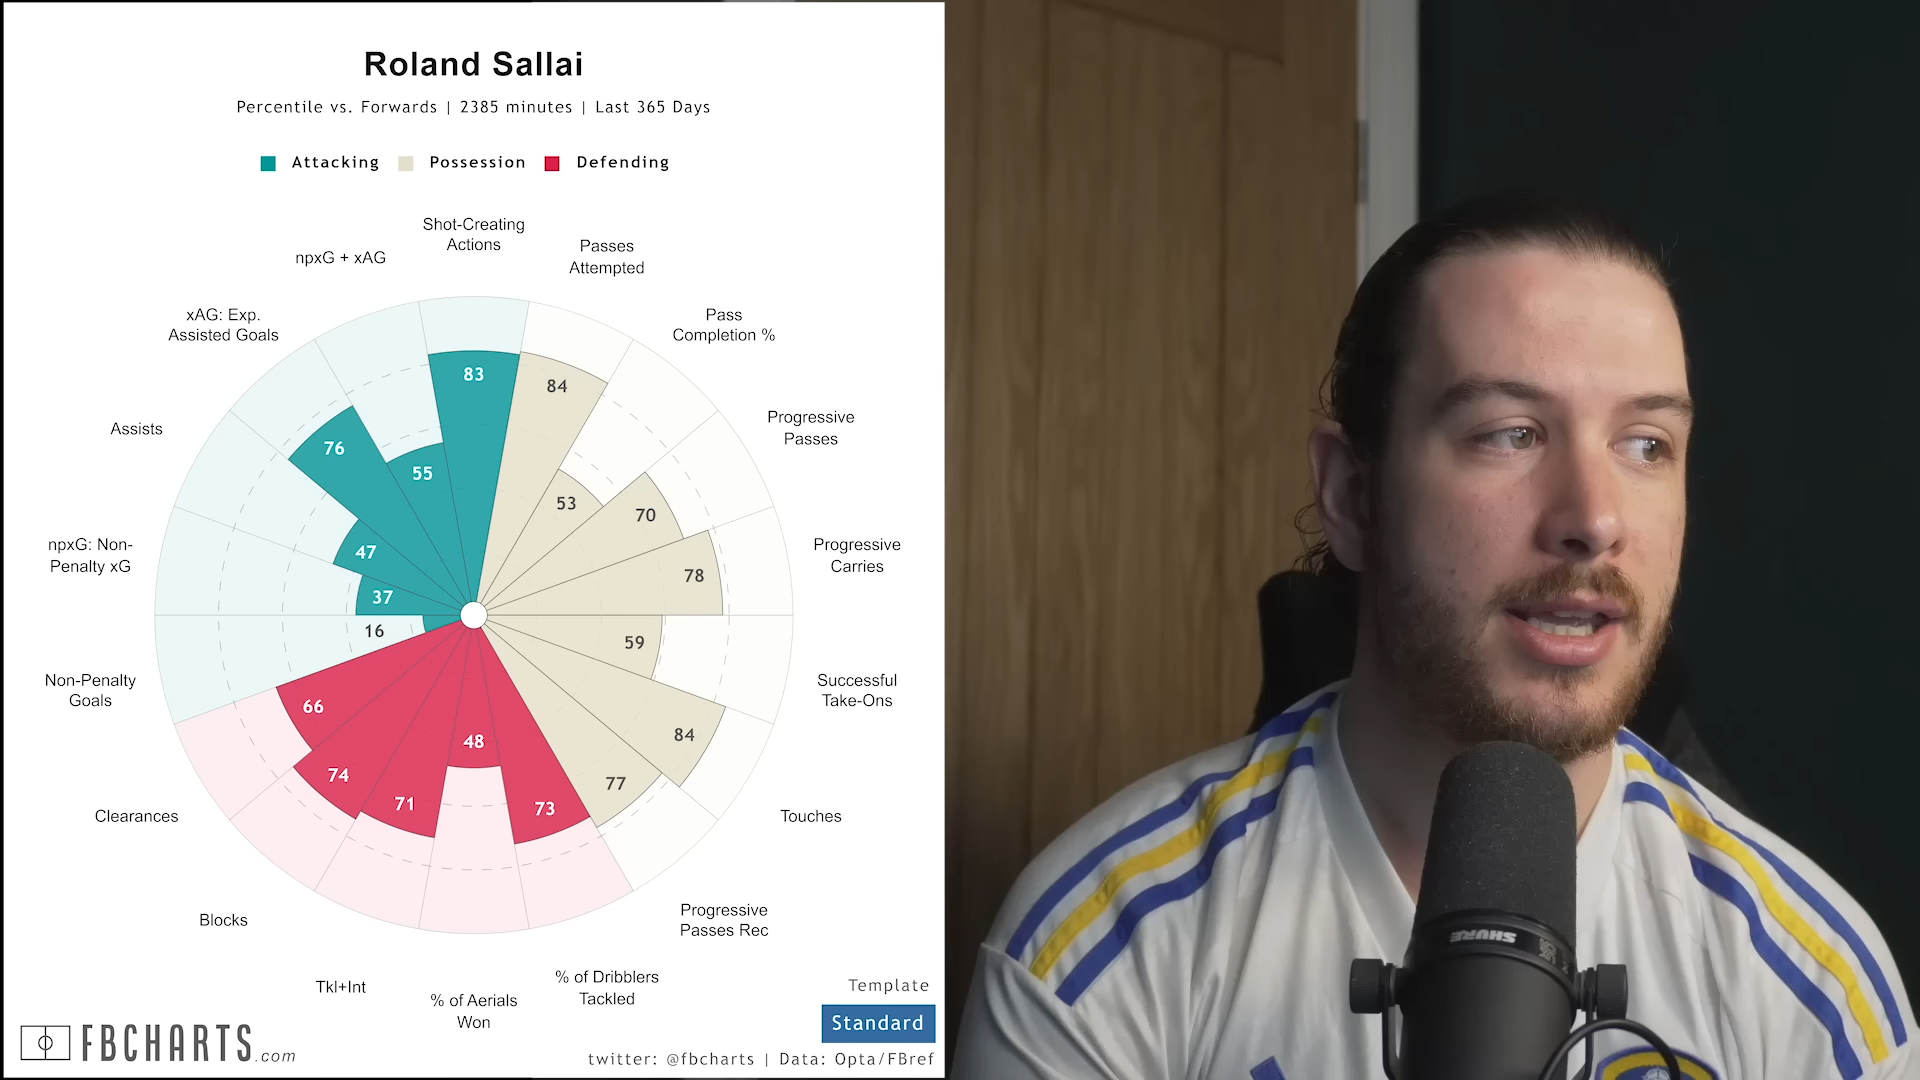 Roland Sallai
Percentile vs. Forwards | 2385 minutes | Last 365 Days
Attacking Possession Defending
Shot-Creating
Actions
Passes
Attempted
npxG + xAG
xAG: Exp.
Assisted Goals
Pass
Completion %
Assists
Progressive
Passes
npxG: Non-
Penalty xG
Progressive
Carries
Non-Penalty
Goals
Successful
Take-Ons
Clearances
Touches
Blocks
Progressive
Passes Rec
Tkl+Int
% of Aerials
Won
% of Dribblers
Tackled
83
84
76
55
53
70
47
78
37
16
59
66
48
84
74
77
71
73
Template
Standard
FBCHARTS.com
twitter: @fbcharts | Data: Opta/FBref
SHURE